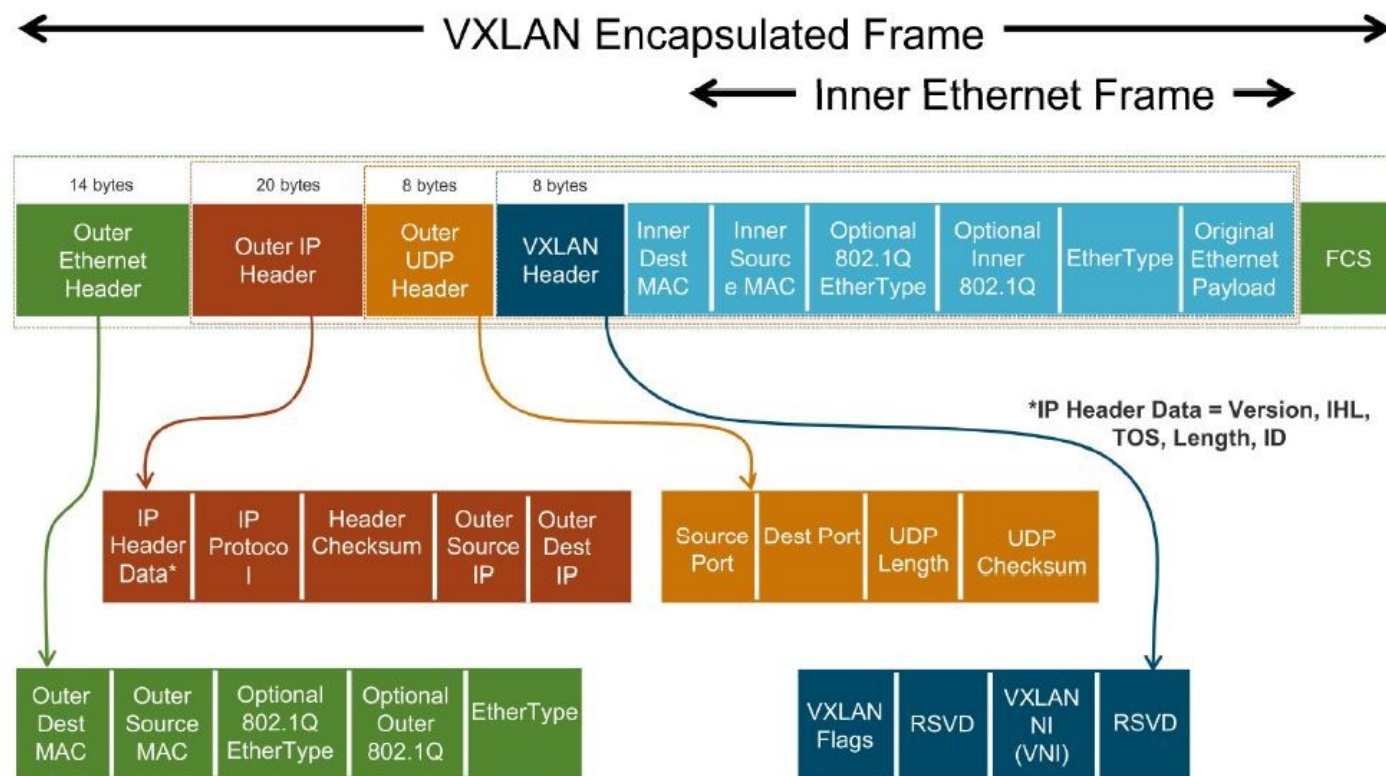 VXLAN Encapsulated Frame
Inner Ethernet Frame
14 bytes
20 bytes
8 bytes
8 bytes
Outer
Ethernet
Header
Outer IP
Header
Outer
UDP
Header
VXLAN
Header
Inner
Dest
MAC
Inner
Sourc
e MAC
Optional
802.1Q
EtherType
Optional
Inner
802.1Q
EtherType
Original
Ethernet
Payload
FCS
*IP Header Data = Version, IHL,
TOS, Length, ID
IP
Header
Data*
IP
Protoco
l
Header
Checksum
Outer
Source
IP
Outer
Dest
IP
Source
Port
Dest Port
UDP
Length
UDP
Checksum
Outer
Dest
MAC
Outer
Source
MAC
Optional
802.1Q
EtherType
Optional
Outer
802.1Q
EtherType
VXLAN
Flags
RSVD
VXLAN
NI
(VNI)
RSVD